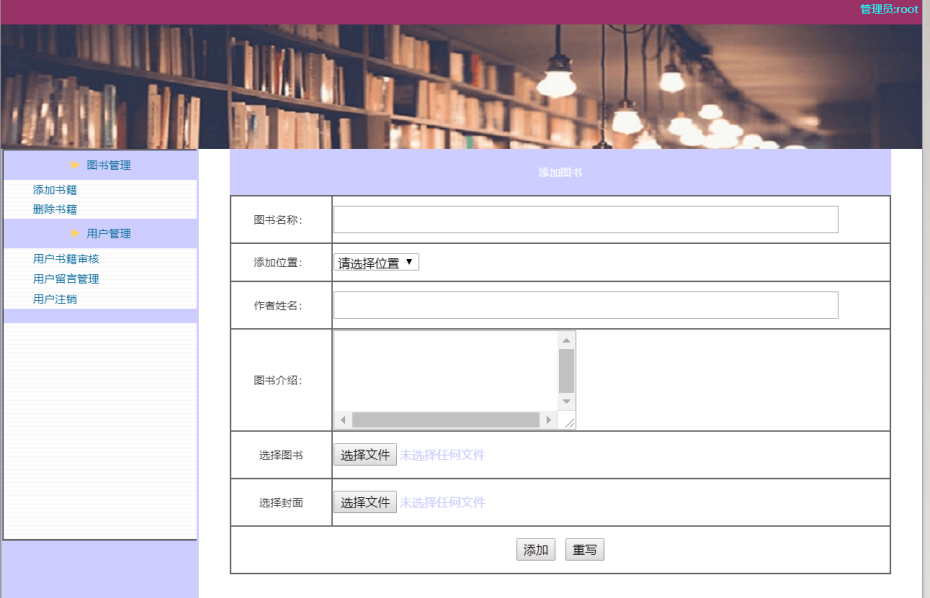 管理员:root
图书管理
添加书籍
删除书籍
用户管理
用户书籍审核
用户留言管理
用户注销
添加图书
图书名称:
添加位置: 请选择位置
作者姓名:
图书介绍:
选择图书 选择文件 未选择任何文件
选择封面 选择文件 未选择任何文件
添加 重写